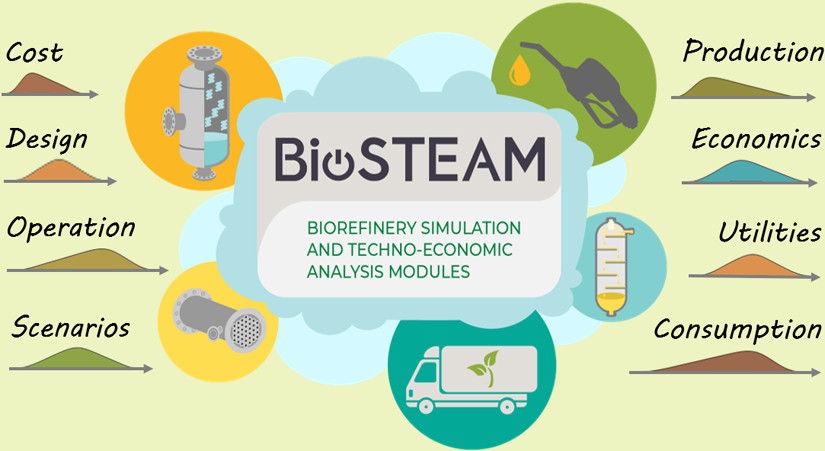 Cost
Design
Operation
Scenarios
BioSTEAM
BIOREFINERY SIMULATION
AND TECHNO-ECONOMIC
ANALYSIS MODULES
Production
Economics
Utilities
Consumption